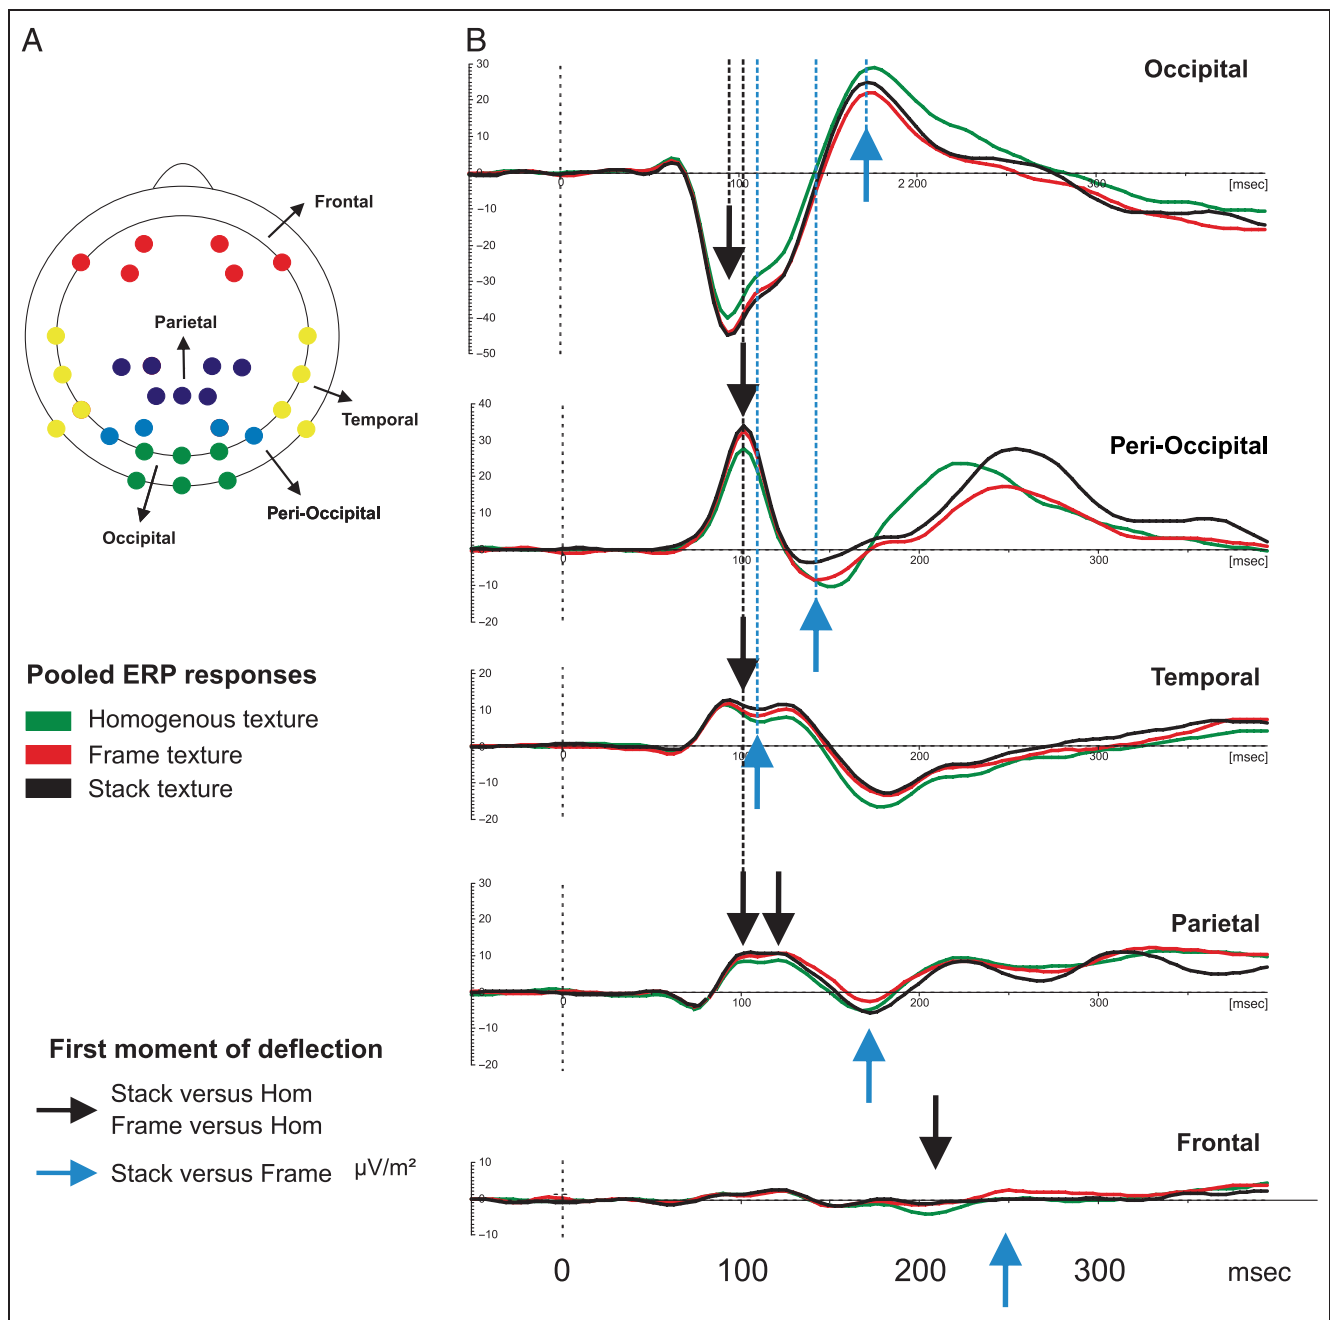 A
Frontal
Parietal
Temporal
Peri-Occipital
Occipital
Pooled ERP responses
Homogenous texture
Frame texture
Stack texture
First moment of deflection
Stack versus Hom
Frame versus Hom
Stack versus Frame
µV/m²
B
Occipital
30
20
10
0
–10
–20
–30
–40
–50
0
100
2 200
300
[msec]
Peri-Occipital
40
30
20
10
0
–10
–20
0
100
200
300
[msec]
Temporal
20
10
0
–10
–20
0
100
200
300
[msec]
Parietal
30
20
10
0
–10
–20
0
100
200
300
[msec]
Frontal
10
0
–10
0 100 200 300 msec